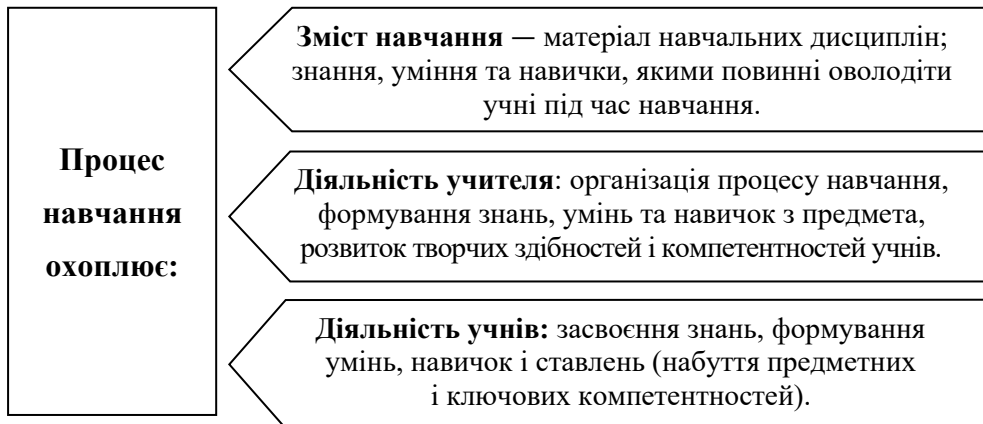 Процес
навчання
охоплює:
Зміст навчання — матеріал навчальних дисциплін;
знання, уміння та навички, якими повинні оволодіти
учні під час навчання.
Діяльність учителя: організація процесу навчання,
формування знань, умінь та навичок з предмета,
розвиток творчих здібностей і компетентностей учнів.
Діяльність учнів: засвоєння знань, формування
умінь, навичок і ставлень (набуття предметних
і ключових компетентностей).